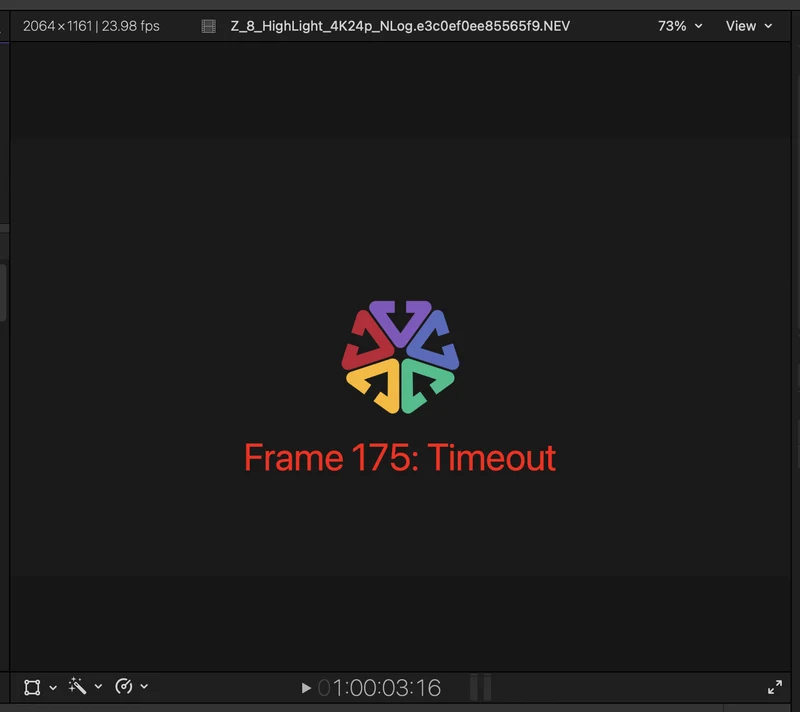 2064×1161 | 23.98 fps
Z_8_HighLight_4K24p_NLog.e3c0ef0ee85565f9.NEV
73%
View
Frame 175: Timeout
01:00:03:16